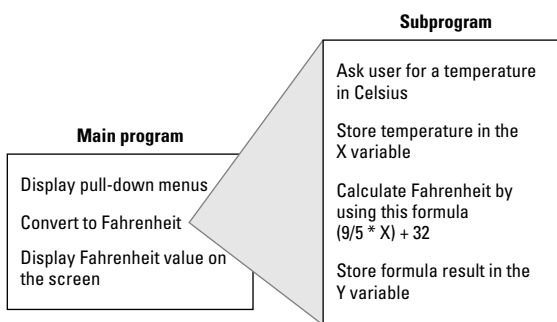 Subprogram
Ask user for a temperature
in Celsius
Store temperature in the
X variable
Calculate Fahrenheit by
using this formula
(9/5 * X) + 32
Store formula result in the
Y variable
Main program
Display pull-down menus
Convert to Fahrenheit
Display Fahrenheit value on
the screen